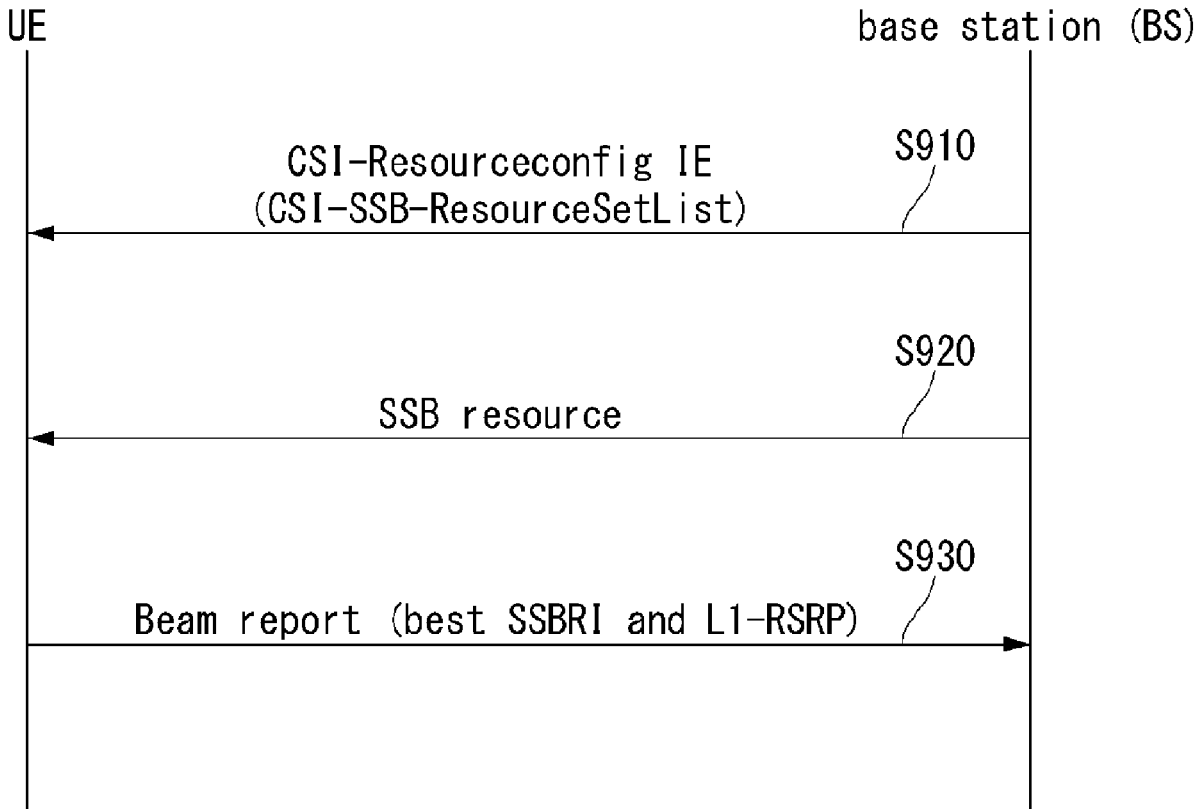 UE
base station (BS)
S910
CSI-Resourceconfig IE
(CSI-SSB-ResourceSetList)
S920
SSB resource
S930
Beam report (best SSBRI and L1-RSRP)